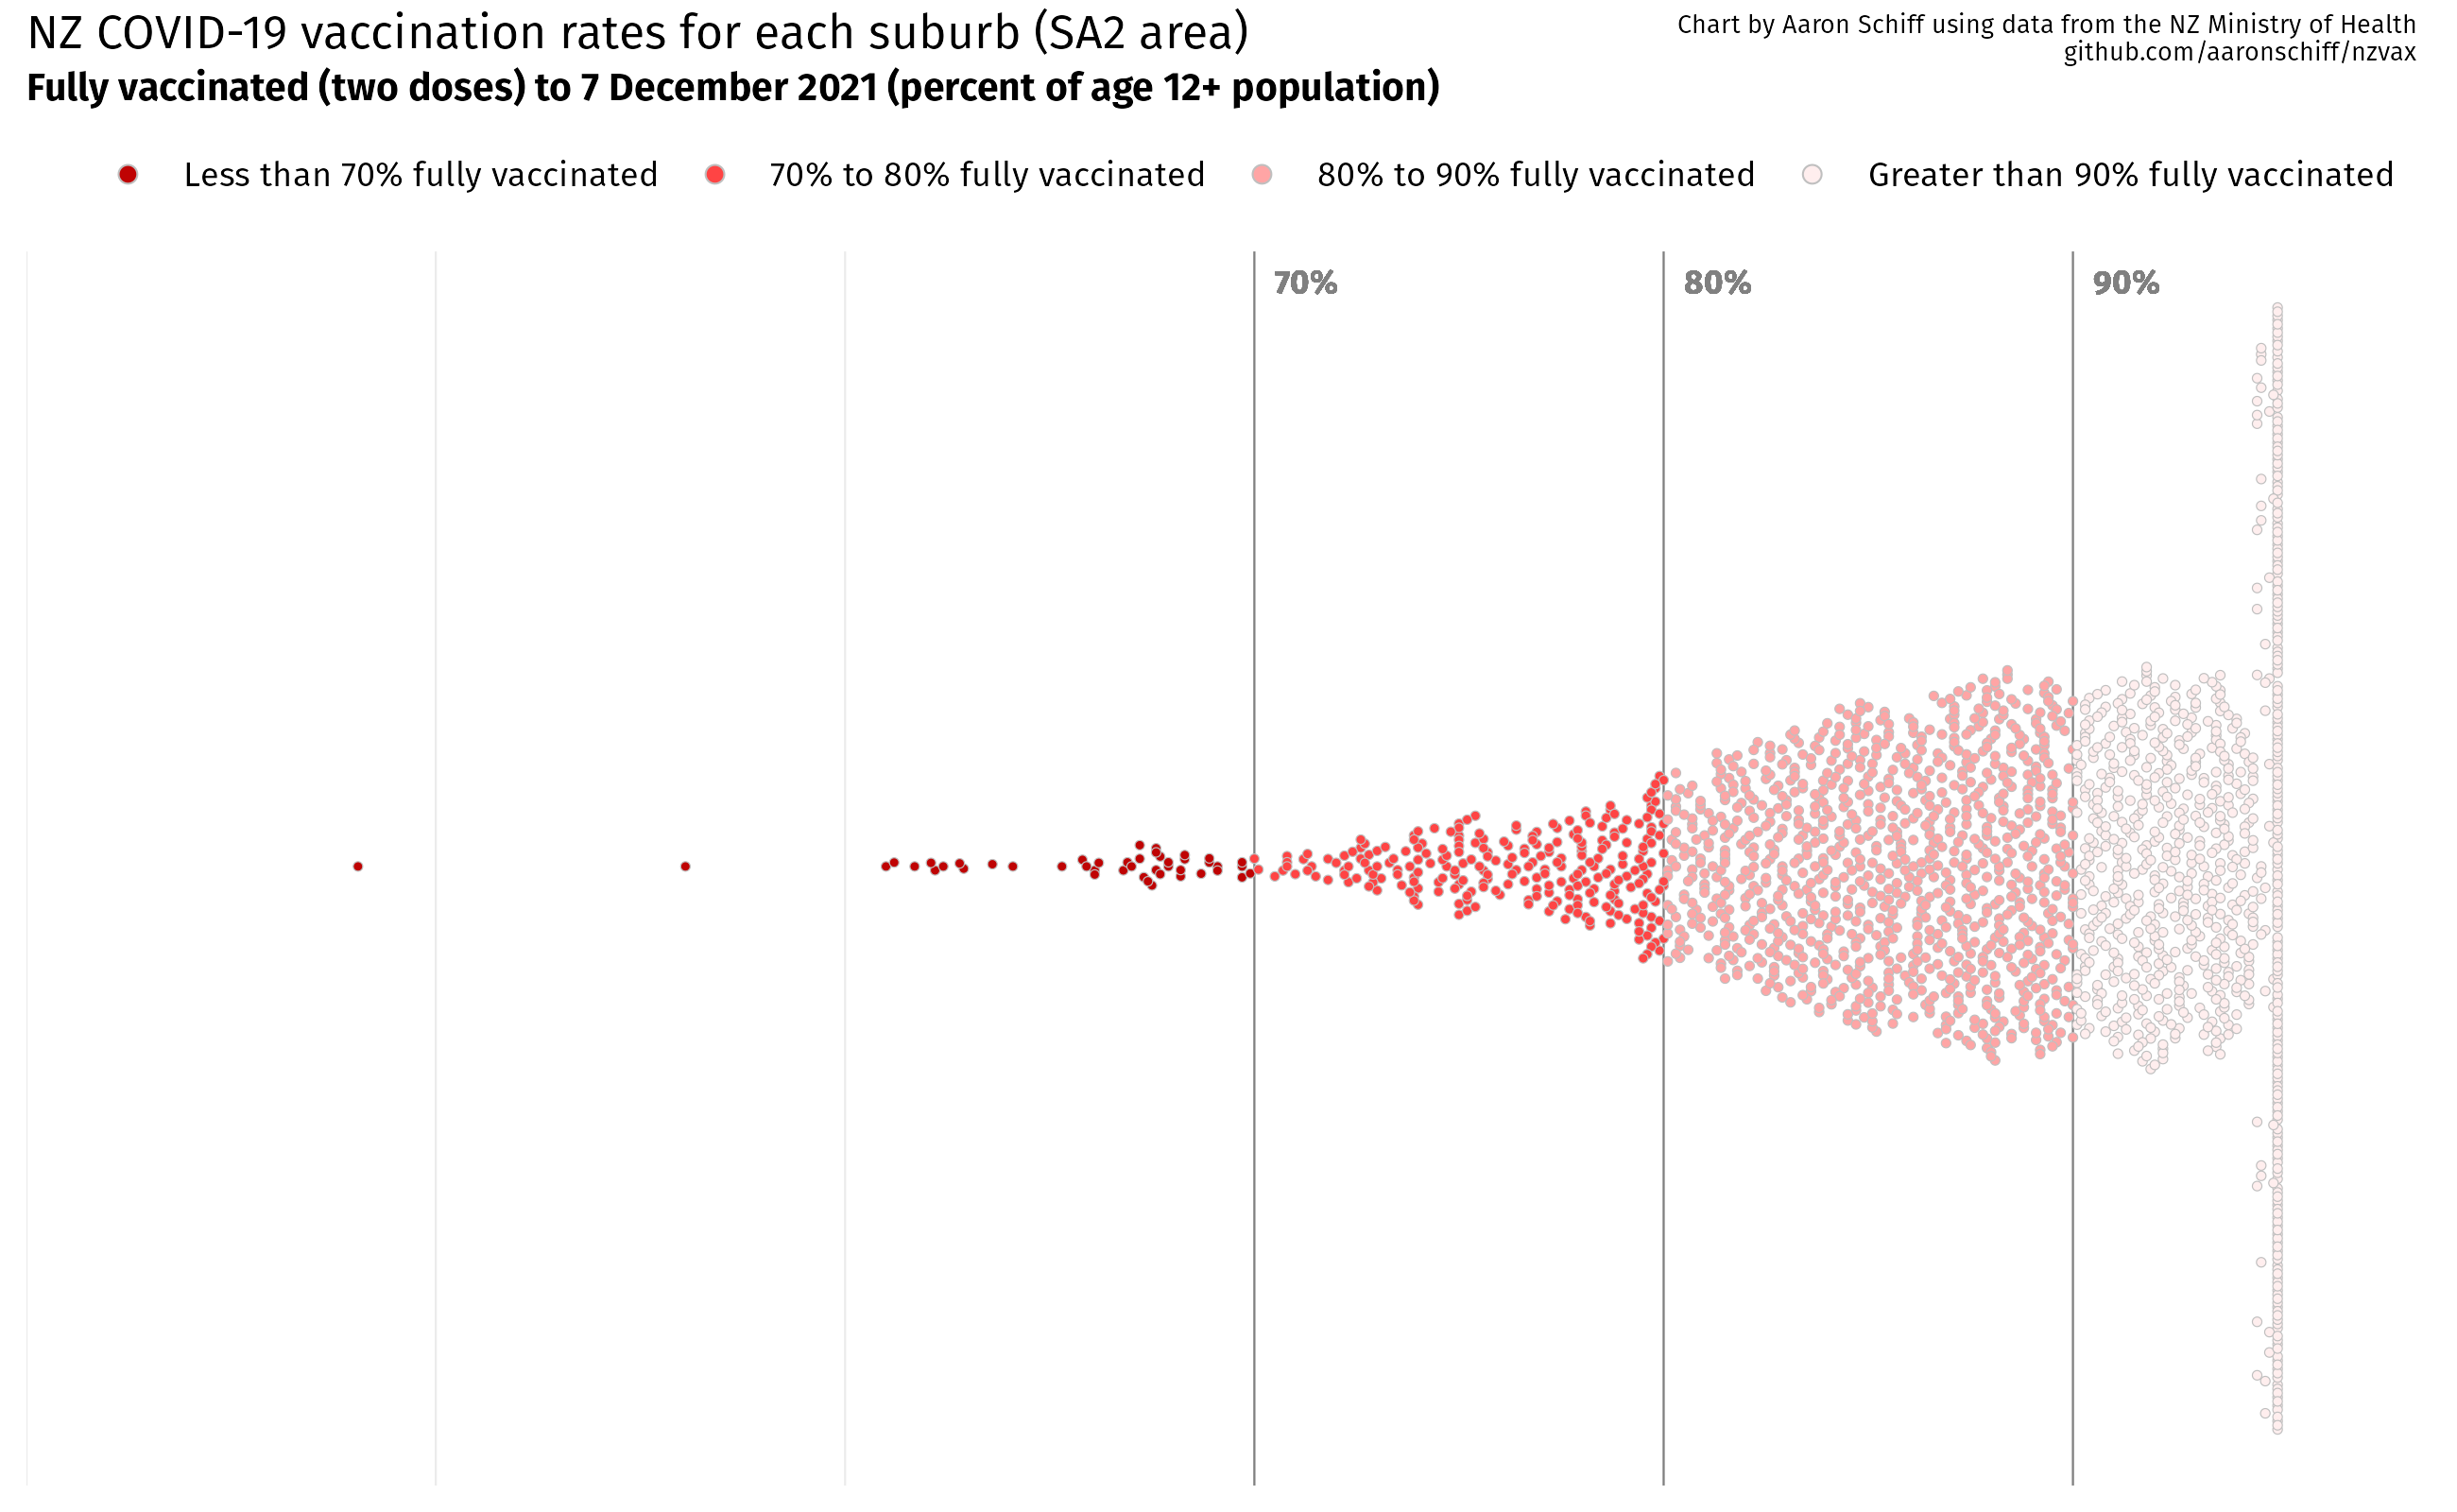 NZ COVID-19 vaccination rates for each suburb (SA2 area)
Fully vaccinated (two doses) to 7 December 2021 (percent of age 12+ population)
Chart by Aaron Schiff using data from the NZ Ministry of Health
github.com/aaronschiff/nzvax
Less than 70% fully vaccinated
70% to 80% fully vaccinated
80% to 90% fully vaccinated
Greater than 90% fully vaccinated
70%
80%
90%